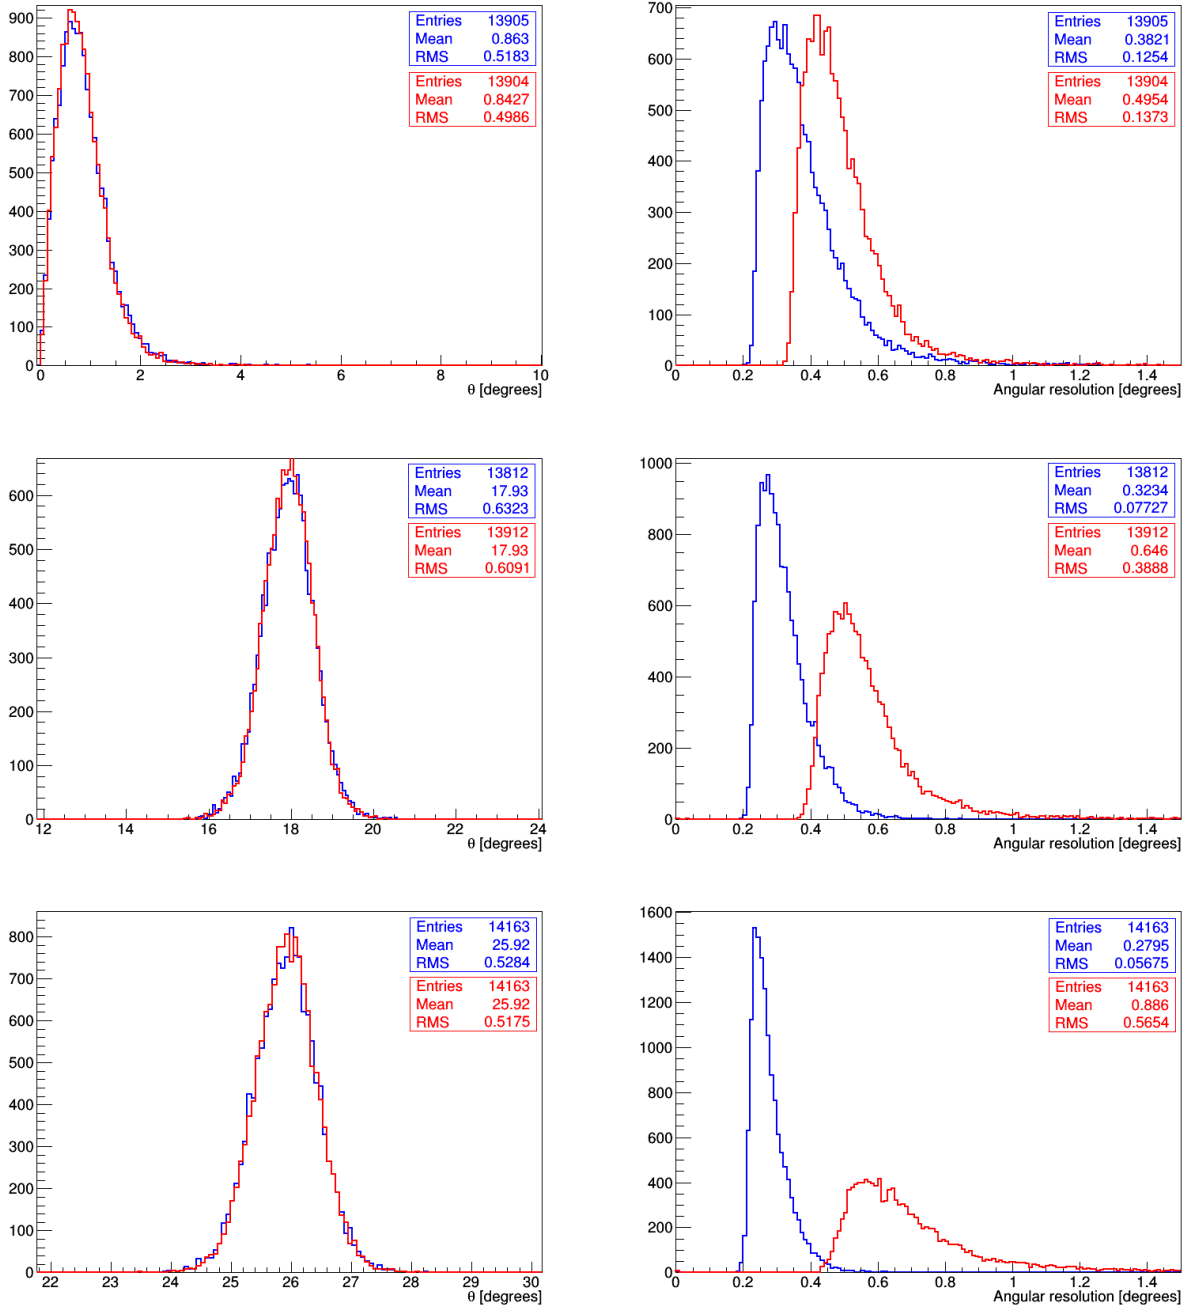 900
800
700
600
500
400
300
200
100
0
Entries 13905
Mean 0.863
RMS 0.5183
Entries 13904
Mean 0.8427
RMS 0.4986
0 2 4 6 8 10
θ [degrees]
700
600
500
400
300
200
100
0
Entries 13905
Mean 0.3821
RMS 0.1254
Entries 13904
Mean 0.4954
RMS 0.1373
0 0.2 0.4 0.6 0.8 1 1.2 1.4
Angular resolution [degrees]
600
500
400
300
200
100
0
Entries 13812
Mean 17.93
RMS 0.6323
Entries 13912
Mean 17.93
RMS 0.6091
12 14 16 18 20 22 24
θ [degrees]
1000
800
600
400
200
0
Entries 13812
Mean 0.3234
RMS 0.07727
Entries 13912
Mean 0.646
RMS 0.3888
0 0.2 0.4 0.6 0.8 1 1.2 1.4
Angular resolution [degrees]
800
700
600
500
400
300
200
100
0
Entries 14163
Mean 25.92
RMS 0.5284
Entries 14163
Mean 25.92
RMS 0.5175
22 23 24 25 26 27 28 29 30
θ [degrees]
1600
1400
1200
1000
800
600
400
200
0
Entries 14163
Mean 0.2795
RMS 0.05675
Entries 14163
Mean 0.886
RMS 0.5654
0 0.2 0.4 0.6 0.8 1 1.2 1.4
Angular resolution [degrees]